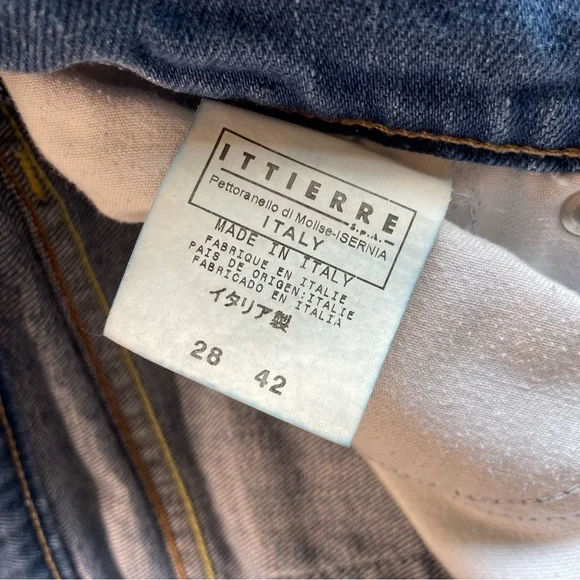 ITTIERRE
S.P.A.
Pettoranello di Molise-ISERNIA
ITALY
MADE IN ITALY
FABRIQUE EN ITALIE
PAIS DE ORIGEN:ITALIE
FABRICADO EN ITALIA
イタリア製
28 42